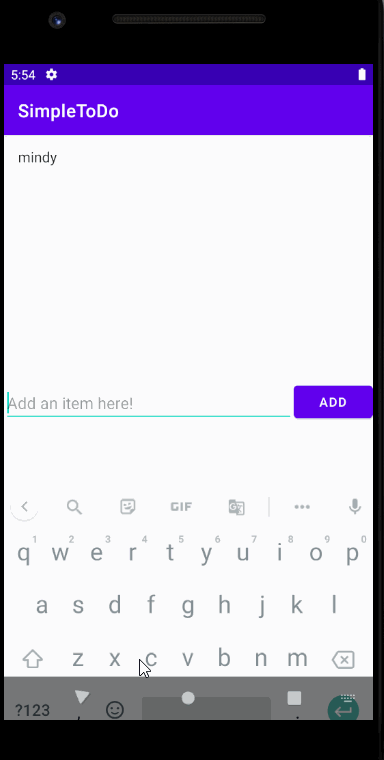 5:54
SimpleToDo
mindy
Add an item here!
ADD
GIF
1 2 3 4 5 6 7 8 9 0
q w e r t y u i o p
a s d f g h j k l
z x c v b n m
?123 , .